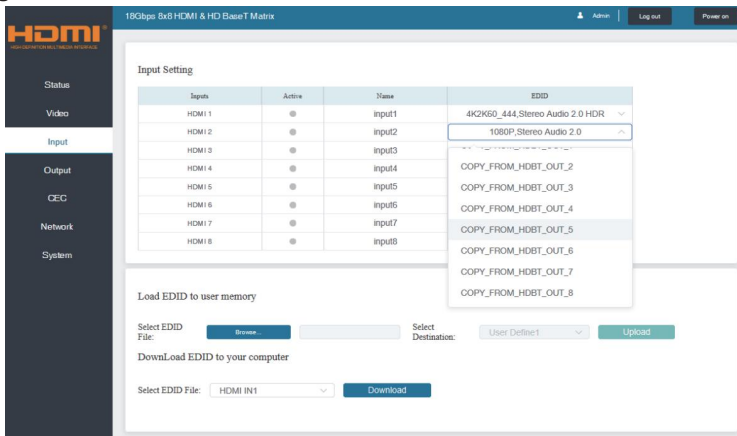 18Gbps 8x8 HDMI & HD BaseT Matrix
Admin
Log out
Power on
HDMI
HIGH-DEFINITION MULTIMEDIA INTERFACE
Status
Video
Input
Output
CEC
Network
System
Input Setting
Inputs Active Name EDID
HDMI 1 input1 4K2K60_444,Stereo Audio 2.0 HDR
HDMI 2 input2 1080P,Stereo Audio 2.0
HDMI 3 input3
HDMI 4 input4 COPY_FROM_HDBT_OUT_2
HDMI 5 input5 COPY_FROM_HDBT_OUT_3
HDMI 6 input6 COPY_FROM_HDBT_OUT_4
HDMI 7 input7 COPY_FROM_HDBT_OUT_5
HDMI 8 input8 COPY_FROM_HDBT_OUT_6
COPY_FROM_HDBT_OUT_7
COPY_FROM_HDBT_OUT_8
Load EDID to user memory
Select EDID
File:
Browse...
Select
Destination:
User Define1
Upload
DownLoad EDID to your computer
Select EDID File: HDMI IN1 Download